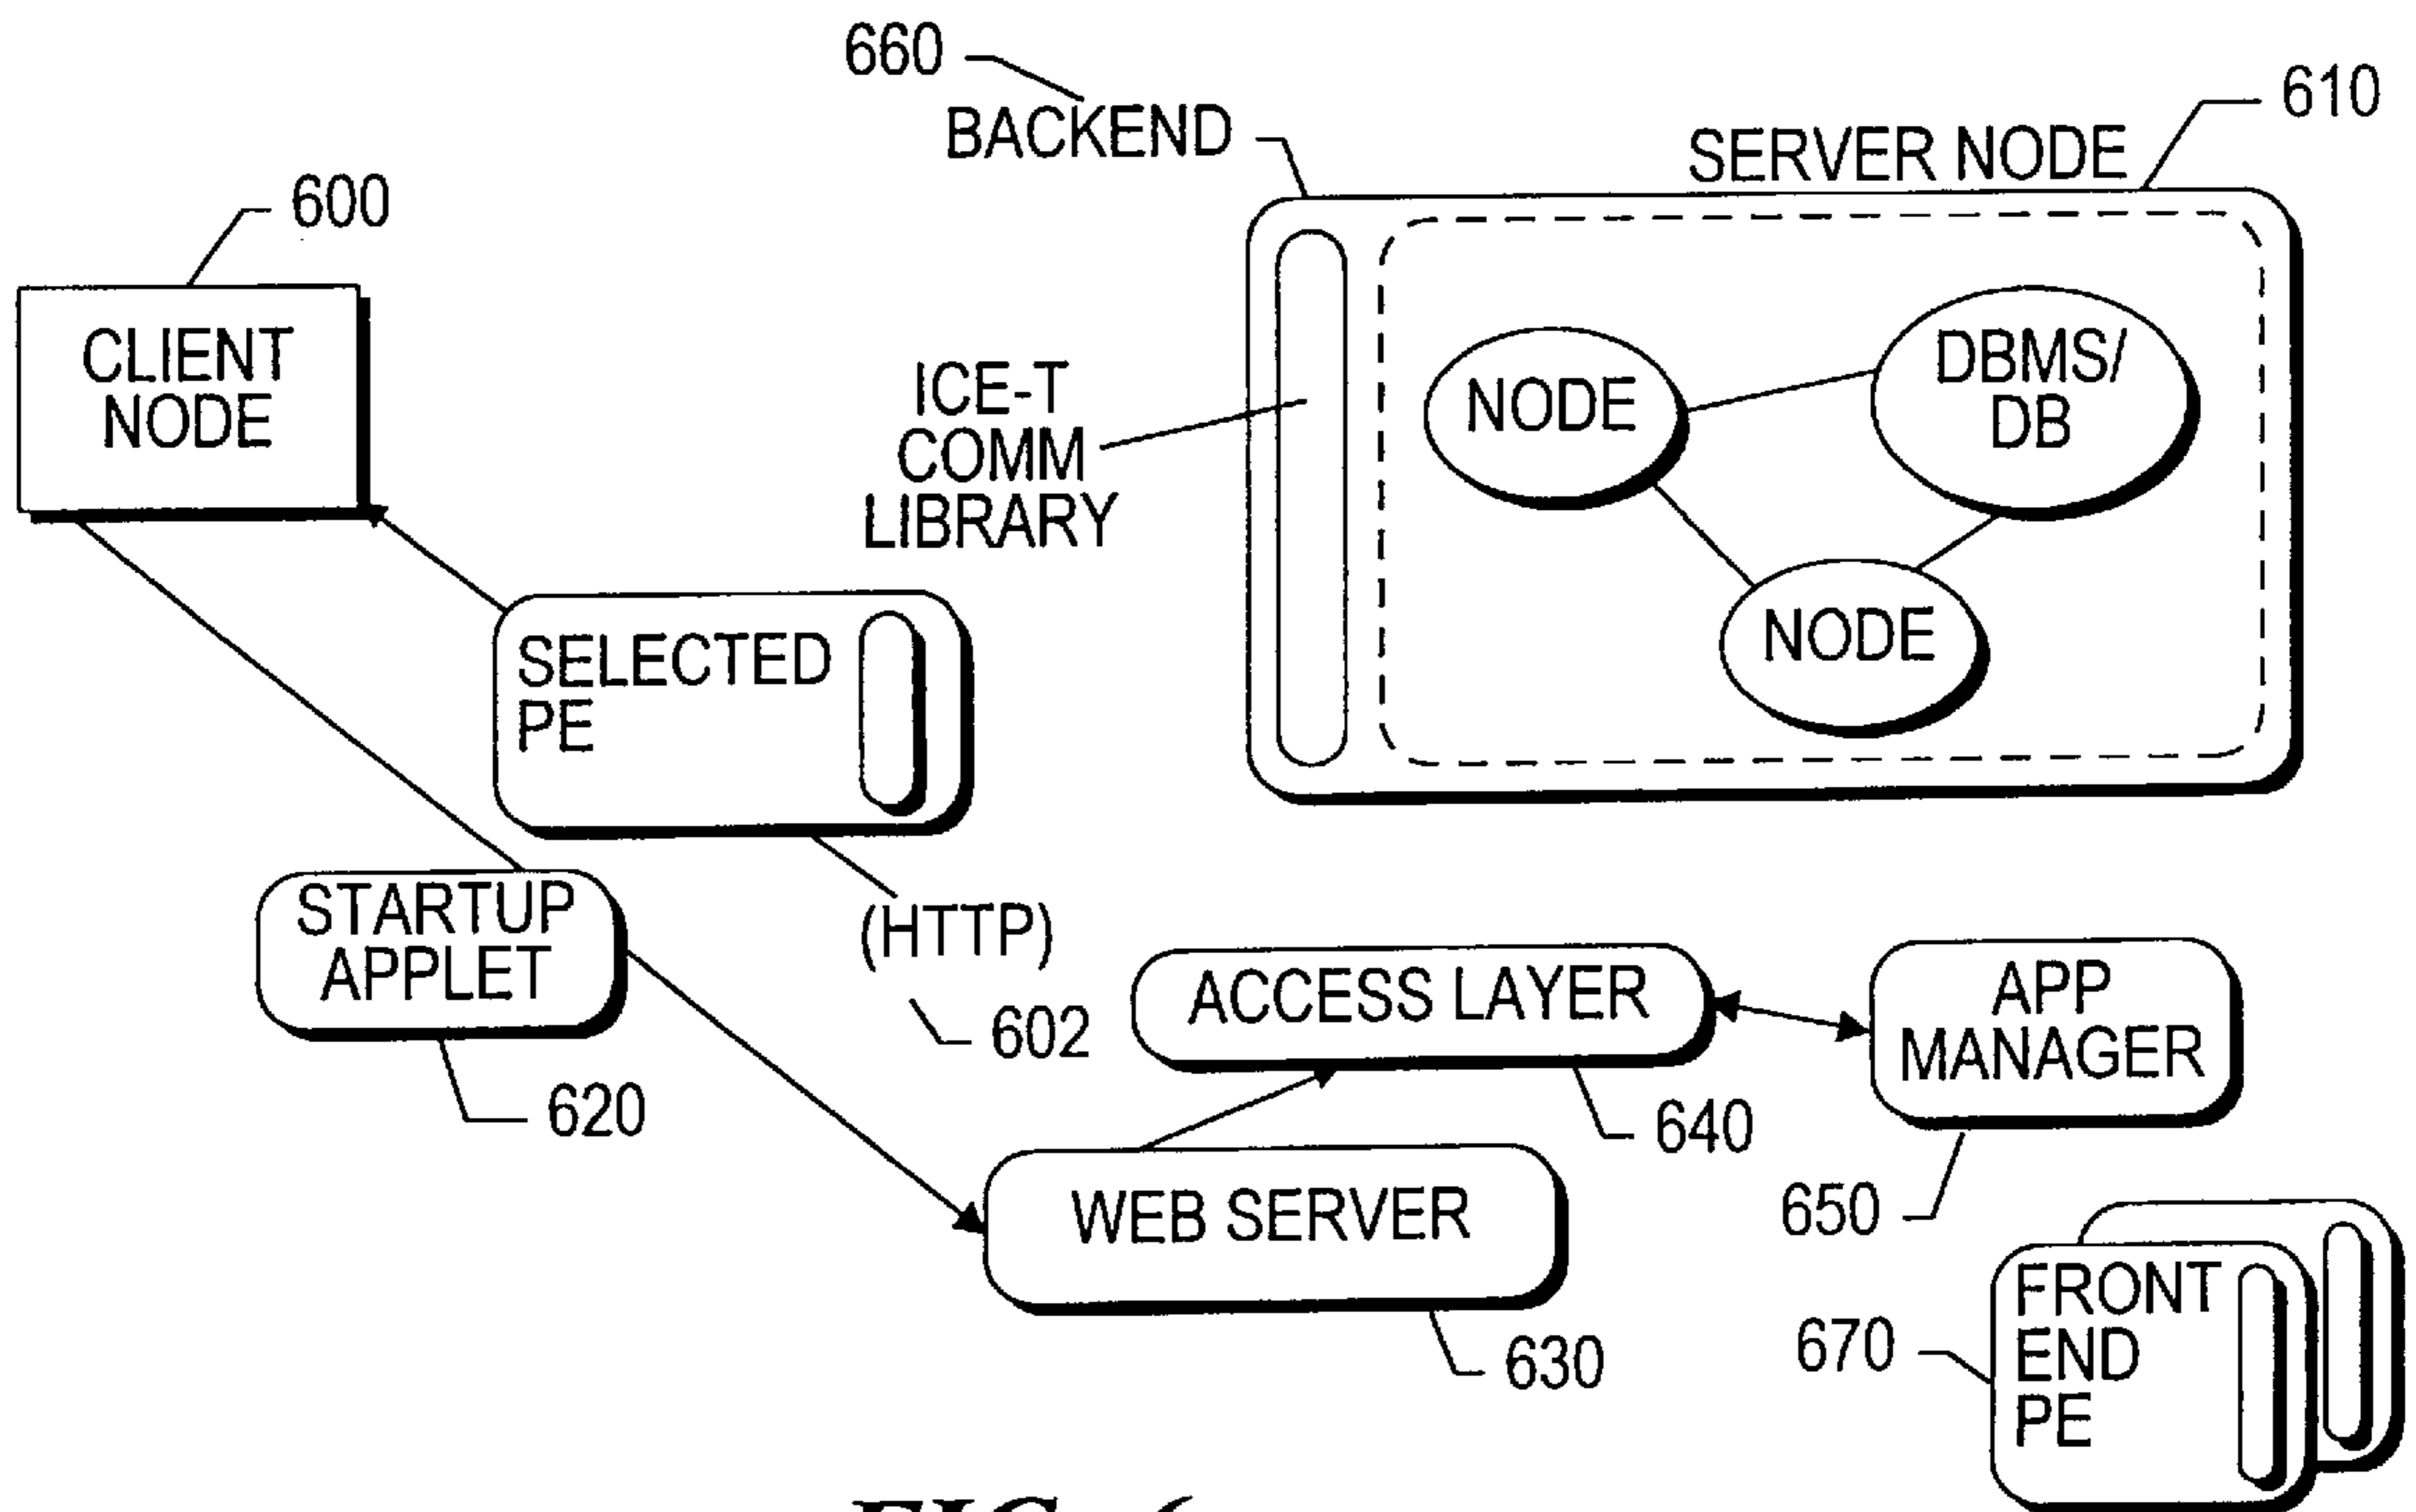 660
BACKEND
610
SERVER NODE
600
CLIENT
NODE
ICE-T
COMM
LIBRARY
NODE
DBMS/
DB
NODE
SELECTED
PE
(HTTP)
602
STARTUP
APPLET
620
ACCESS LAYER
640
APP
MANAGER
650
WEB SERVER
630
FRONT
END
PE
670